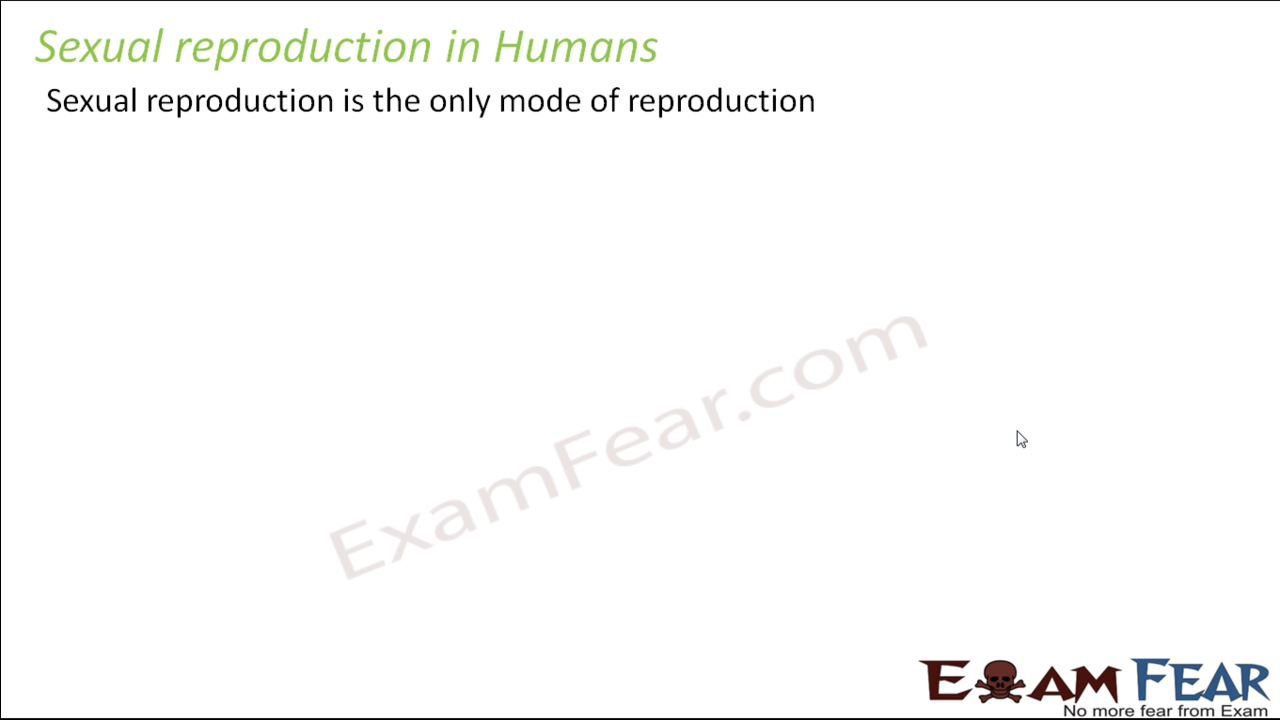 Sexual reproduction in Humans
Sexual reproduction is the only mode of reproduction
ExamFear.com
EXAM FEAR
No more fear from Exam